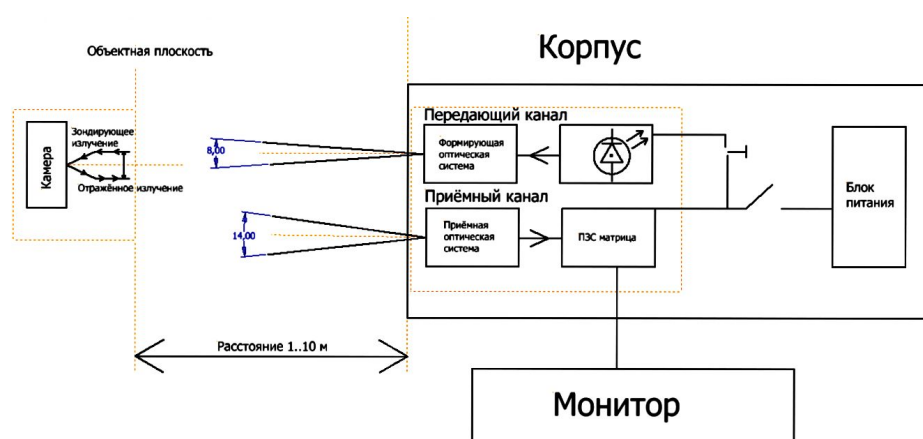 Объектная плоскость
Корпус
Передающий канал
Зондирующее
излучение
Камера
Отражённое излучение
8,00
Формирующая
оптическая
система
Приёмный канал
14,00
Приёмная
оптическая
система
ПЗС матрица
Блок
питания
Расстояние 1..10 м
Монитор